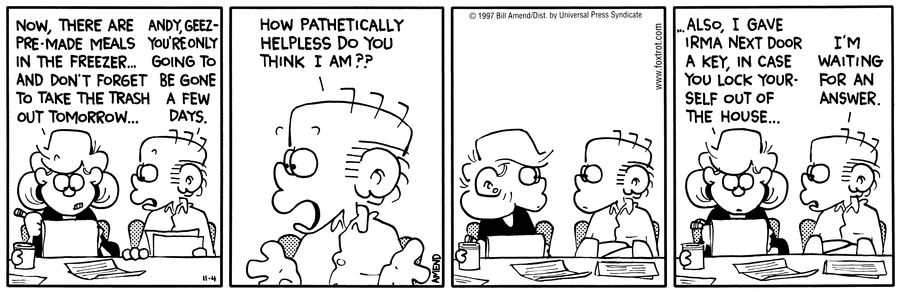 NOW, THERE ARE
PRE-MADE MEALS
IN THE FREEZER...
AND DON'T FORGET
TO TAKE THE TRASH
OUT TOMORROW...
ANDY, GEEZ-
YOU'RE ONLY
GOING TO
BE GONE
A FEW
DAYS.
11-4
HOW PATHETICALLY
HELPLESS DO YOU
THINK I AM??
AMEND
© 1997 Bill Amend/Dist. by Universal Press Syndicate
www.foxtrot.com
...ALSO, I GAVE
IRMA NEXT DOOR
A KEY, IN CASE
YOU LOCK YOUR-
SELF OUT OF
THE HOUSE...
I'M
WAITING
FOR AN
ANSWER.